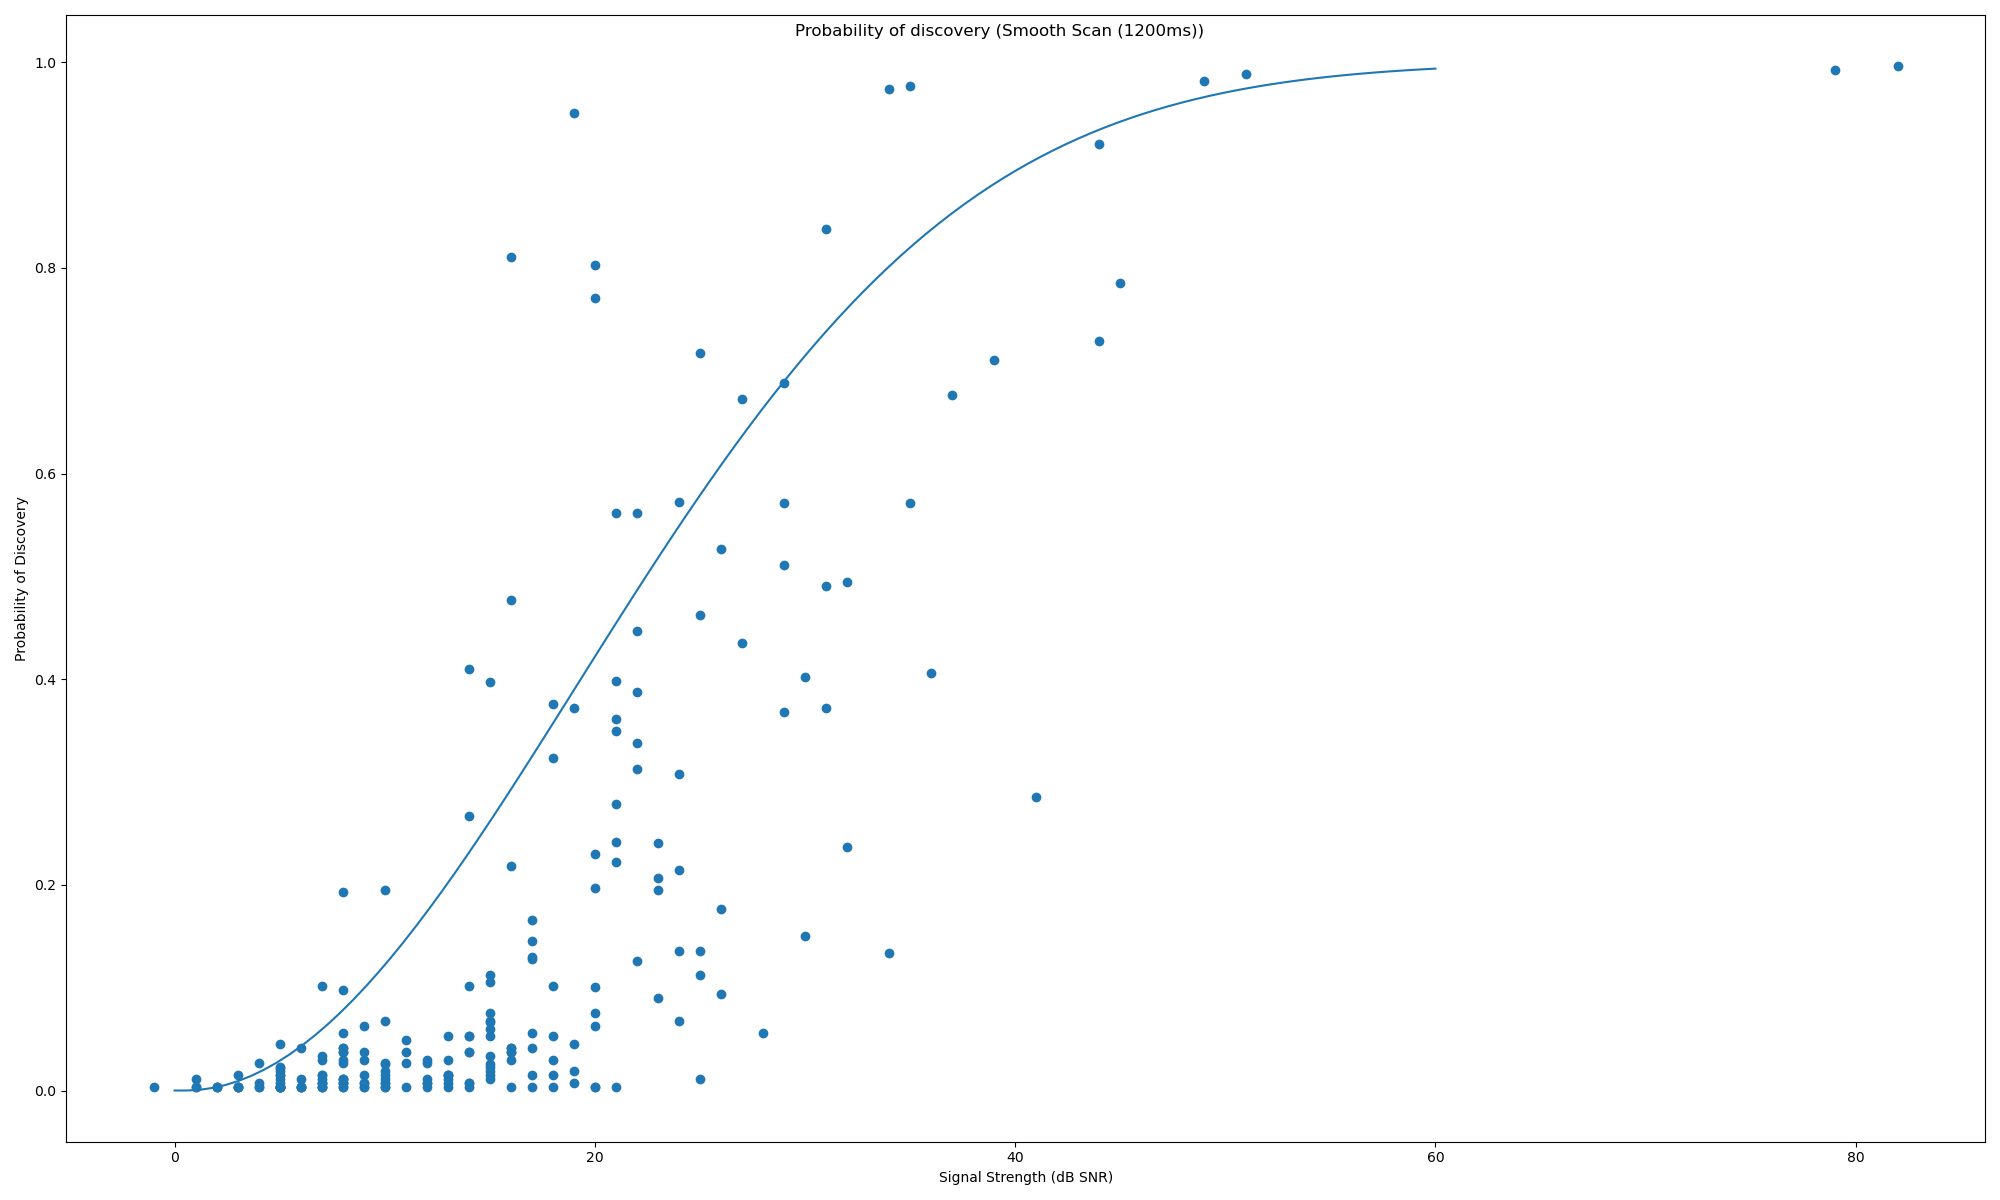 Probability of discovery (Smooth Scan (1200ms))
1.0
0.8
0.6
0.4
0.2
0.0
Probability of Discovery
0 20 40 60 80
Signal Strength (dB SNR)